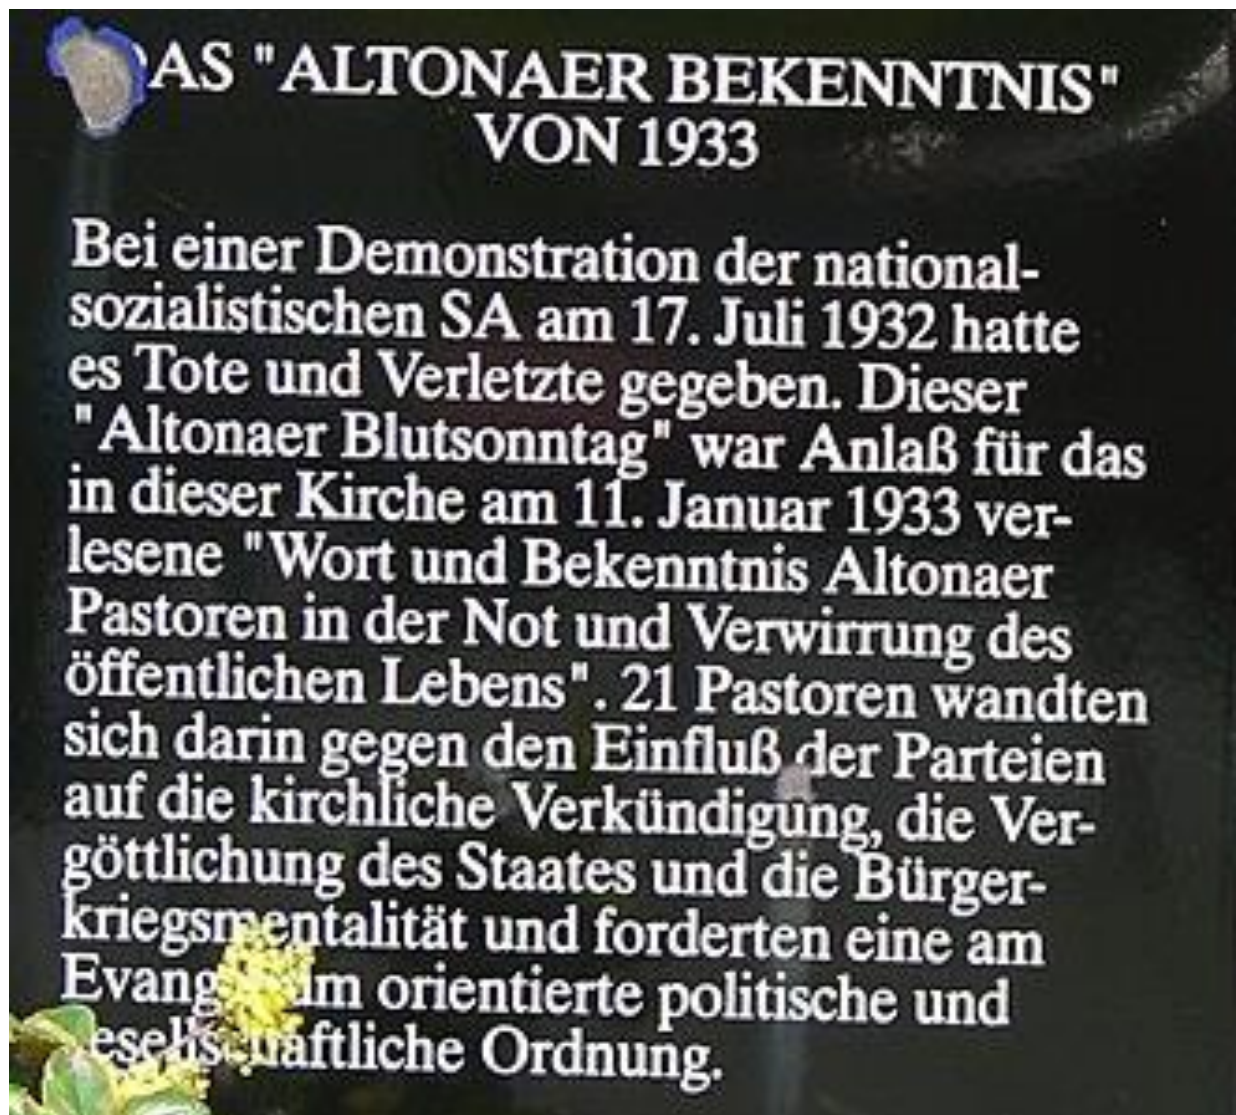 DAS "ALTONAER BEKENNTNIS"
VON 1933
Bei einer Demonstration der national-
sozialistischen SA am 17. Juli 1932 hatte
es Tote und Verletzte gegeben. Dieser
"Altonaer Blutsonntag" war Anlaß für das
in dieser Kirche am 11. Januar 1933 ver-
lesene "Wort und Bekenntnis Altonaer
Pastoren in der Not und Verwirrung des
öffentlichen Lebens". 21 Pastoren wandten
sich darin gegen den Einfluß der Parteien
auf die kirchliche Verkündigung, die Ver-
göttlichung des Staates und die Bürger-
kriegsmentalität und forderten eine am
Evangelium orientierte politische und
gesellschaftliche Ordnung.